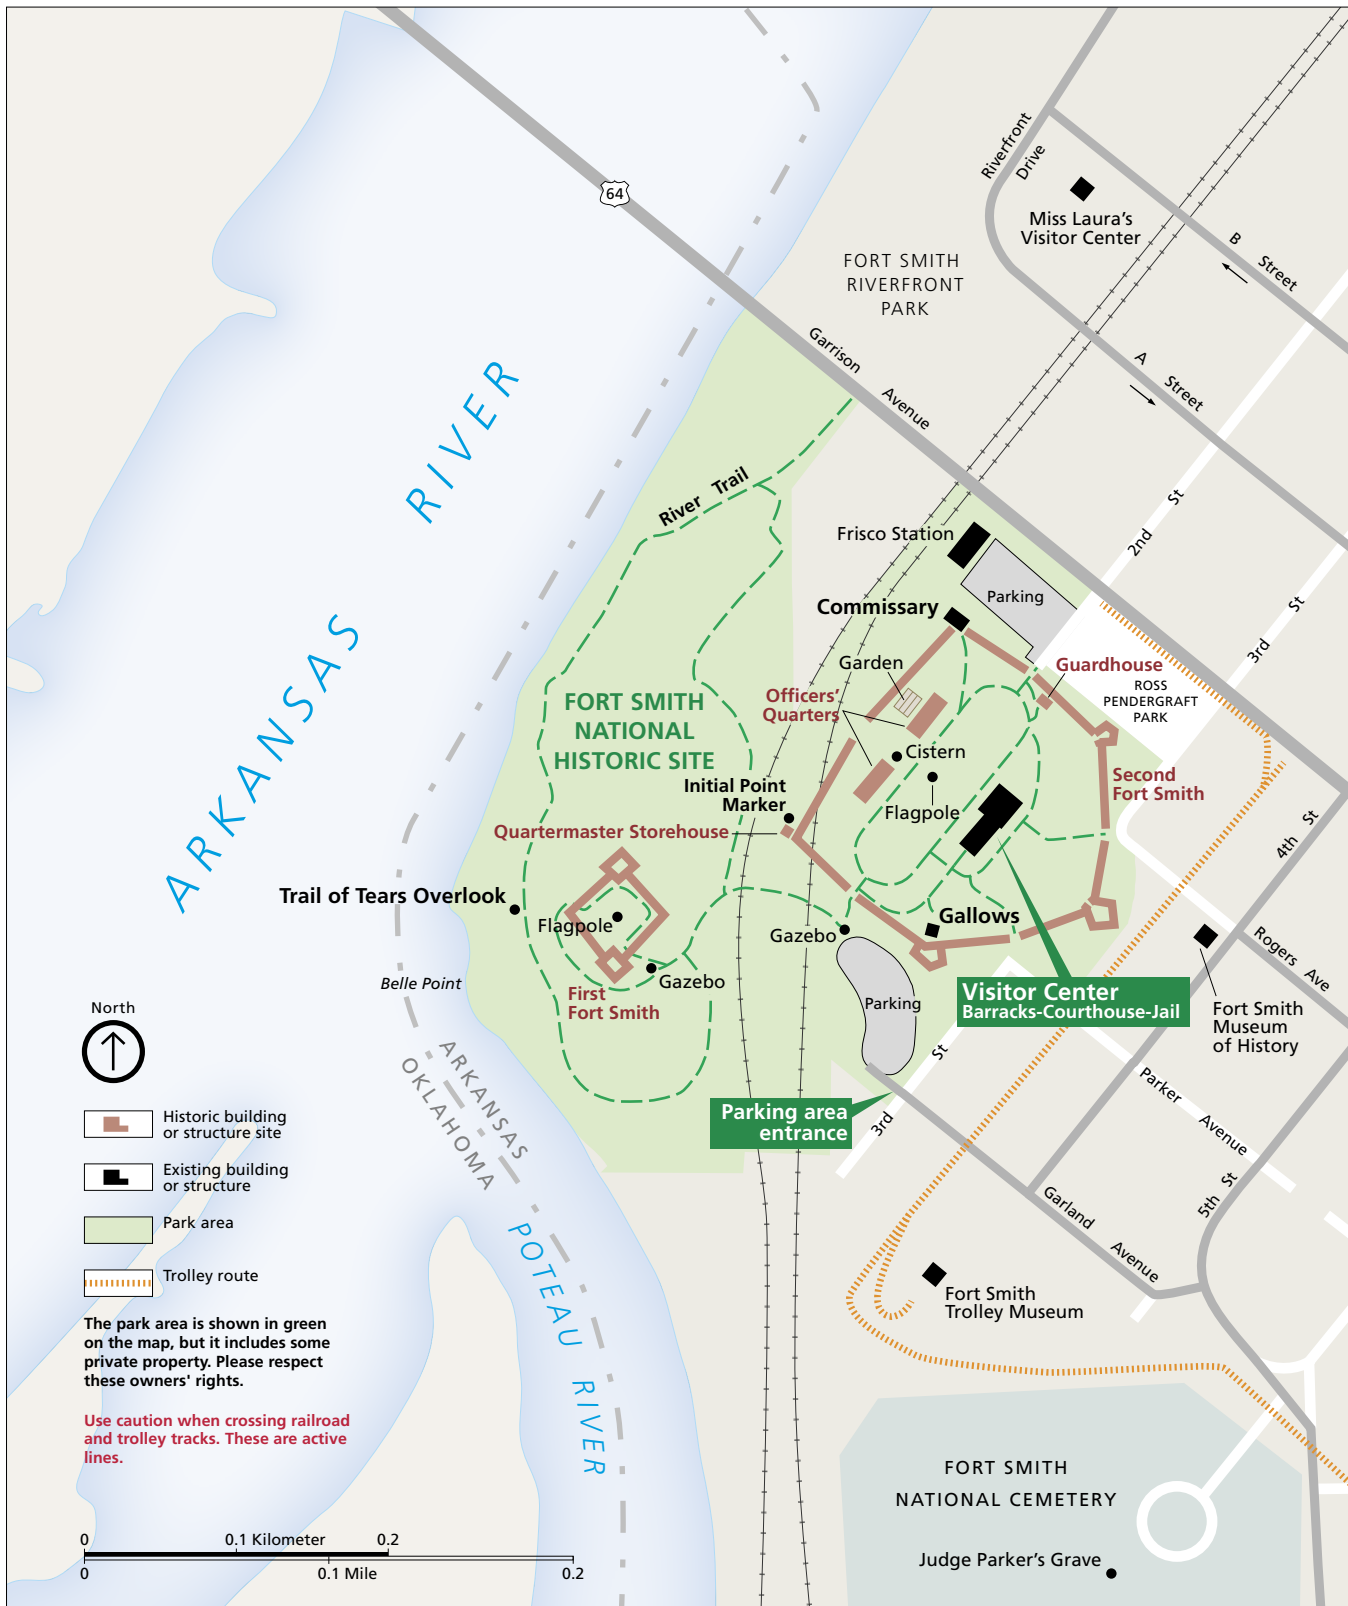 64
Riverfront
Drive
Miss Laura's
Visitor Center
B
Street
FORT SMITH
RIVERFRONT
PARK
Garrison
Avenue
A
Street
ARKANSAS RIVER
River Trail
2nd
St
Frisco Station
Parking
Commissary
3rd
St
Guardhouse
Garden
ROSS
PENDERGRAFT
PARK
Officers'
Quarters
FORT SMITH
NATIONAL
HISTORIC SITE
Cistern
Second
Fort Smith
Initial Point
Marker
Flagpole
Quartermaster Storehouse
4th
St
Trail of Tears Overlook
Flagpole
Gallows
Gazebo
Rogers
Ave
Belle Point
Gazebo
First
Fort Smith
Parking
Visitor Center
Barracks-Courthouse-Jail
Fort Smith
Museum
of History
North
ARKANSAS
OKLAHOMA
3rd
St
Parker
Avenue
Parking area
entrance
Historic building
or structure site
Existing building
or structure
Park area
Trolley route
5th
St
Garland
Avenue
POTEAU RIVER
Fort Smith
Trolley Museum
The park area is shown in green
on the map, but it includes some
private property. Please respect
these owners' rights.
Use caution when crossing railroad
and trolley tracks. These are active
lines.
FORT SMITH
NATIONAL CEMETERY
Judge Parker's Grave
0 0.1 Kilometer 0.2
0 0.1 Mile 0.2